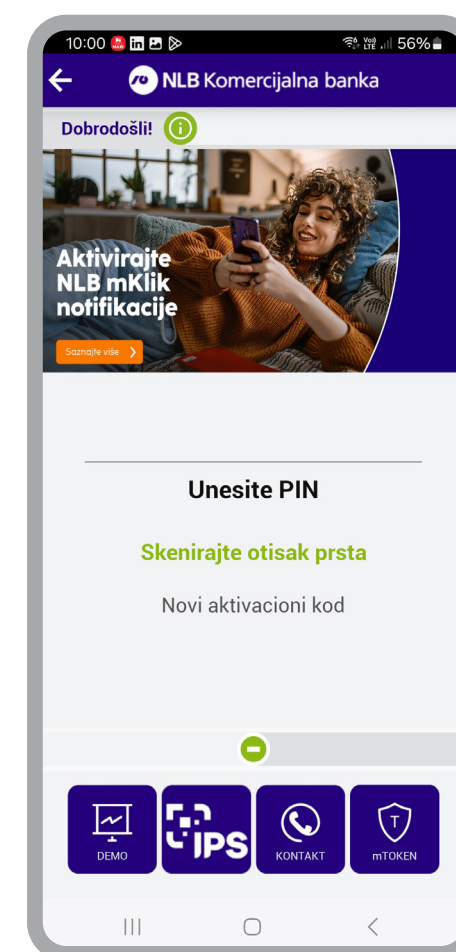 10:00
56%
NLB Komercijalna banka
Dobrodošli!
Aktivirajte
NLB mKlik
notifikacije
Saznajte više
Unesite PIN
Skenirajte otisak prsta
Novi aktivacioni kod
DEMO
IPS
KONTAKT
T
mTOKEN